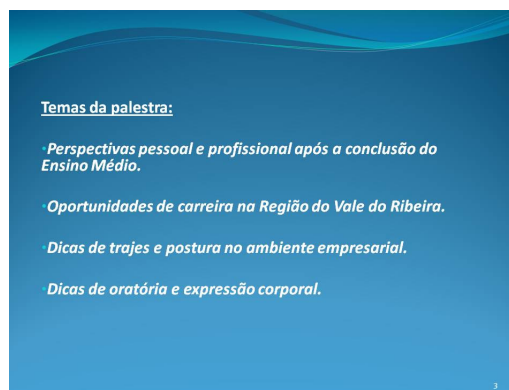 Temas da palestra:
•Perspectivas pessoal e profissional após a conclusão do
Ensino Médio.
•Oportunidades de carreira na Região do Vale do Ribeira.
•Dicas de trajes e postura no ambiente empresarial.
•Dicas de oratória e expressão corporal.
3